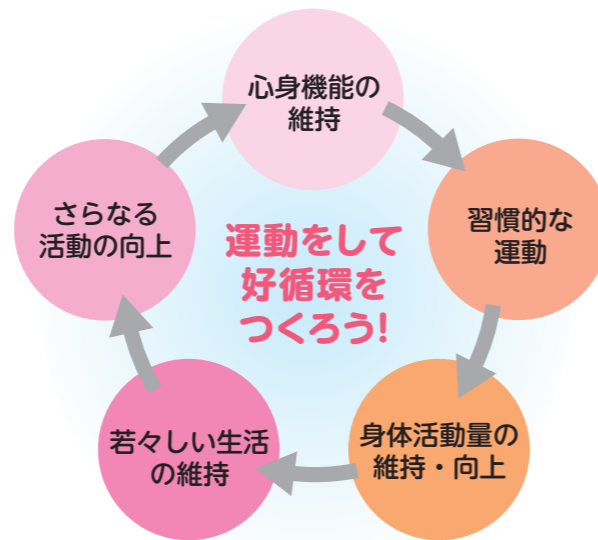 心身機能の
維持
習慣的な
運動
身体活動量の
維持・向上
若々しい生活
の維持
さらなる
活動の向上
運動をして
好循環を
つくろう!